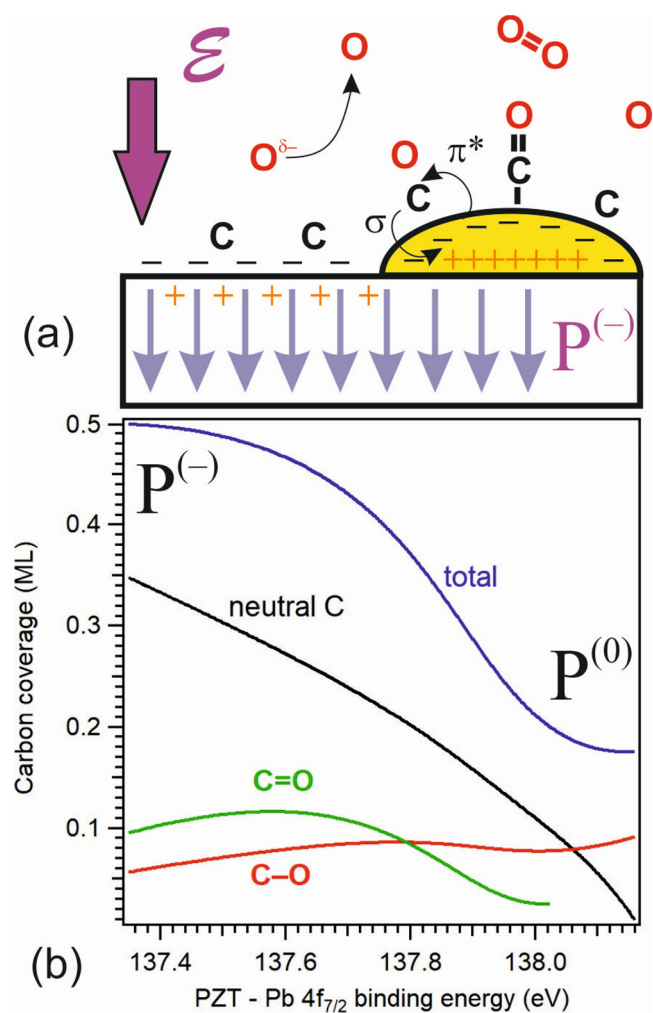 ℰ
O
O=O
O^δ−
O
O
O
C
π*
C
C
C
C
σ
− − − − −
− − − − − − − −
+ + + + + + +
+ + + + +
P^(−)
(a)
0.5
0.4
0.3
0.2
0.1
Carbon coverage (ML)
P^(−)
total
neutral C
P^(0)
C=O
C–O
137.4 137.6 137.8 138.0
PZT - Pb 4f₇/₂ binding energy (eV)
(b)